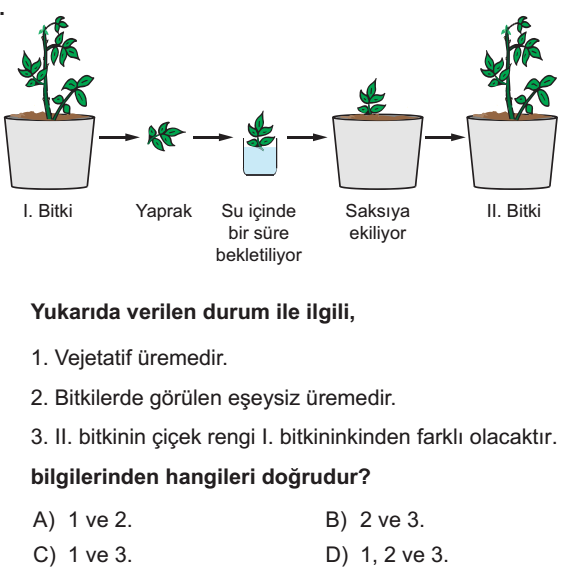 .
I. Bitki
Yaprak
Su içinde
bir süre
bekletiliyor
Saksıya
ekiliyor
II. Bitki
Yukarıda verilen durum ile ilgili,
1. Vejetatif üremedir.
2. Bitkilerde görülen eşeysiz üremedir.
3. II. bitkinin çiçek rengi I. bitkininkinden farklı olacaktır.
bilgilerinden hangileri doğrudur?
A) 1 ve 2.
B) 2 ve 3.
C) 1 ve 3.
D) 1, 2 ve 3.